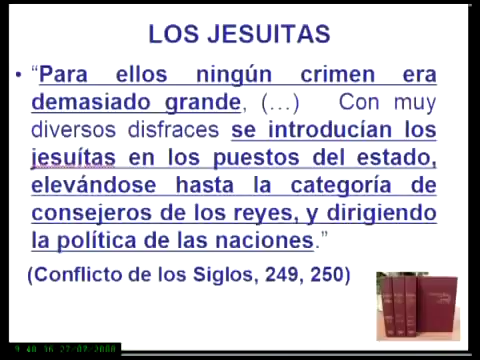 LOS JESUITAS
• “Para ellos ningún crimen era
demasiado grande, (…) Con muy
diversos disfraces se introducían los
jesuítas en los puestos del estado,
elevándose hasta la categoría de
consejeros de los reyes, y dirigiendo
la política de las naciones.”
(Conflicto de los Siglos, 249, 250)